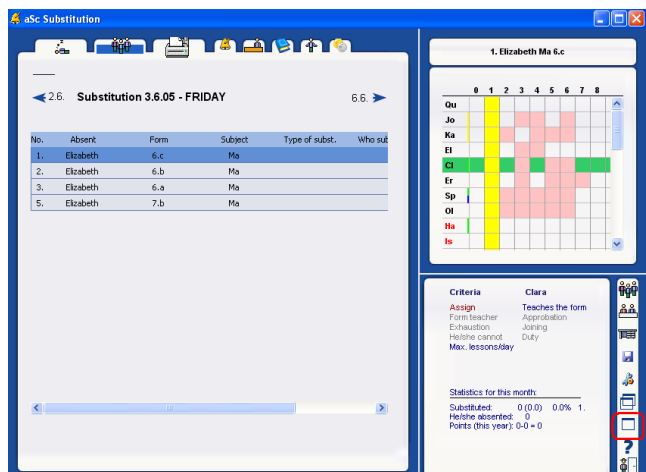 aSc Substitution
2.6. Substitution 3.6.05 - FRIDAY 6.6.
No. Absent Form Subject Type of subst. Who sub
1. Elizabeth 6.c Ma
2. Elizabeth 6.b Ma
3. Elizabeth 6.a Ma
5. Elizabeth 7.b Ma
1. Elizabeth Ma 6.c
0 1 2 3 4 5 6 7 8
Qu
Jo
Ka
El
Cl
Er
Sp
Ol
Ha
Is
Criteria Clara
Assign Teaches the form
Form teacher Approbation
Exhaustion Joining
He/she cannot Duty
Max. lessons/day
Statistics for this month:
Substituted: 0 (0.0) 0.0% 1.
He/she absented: 0
Points (this year): 0-0 = 0
?